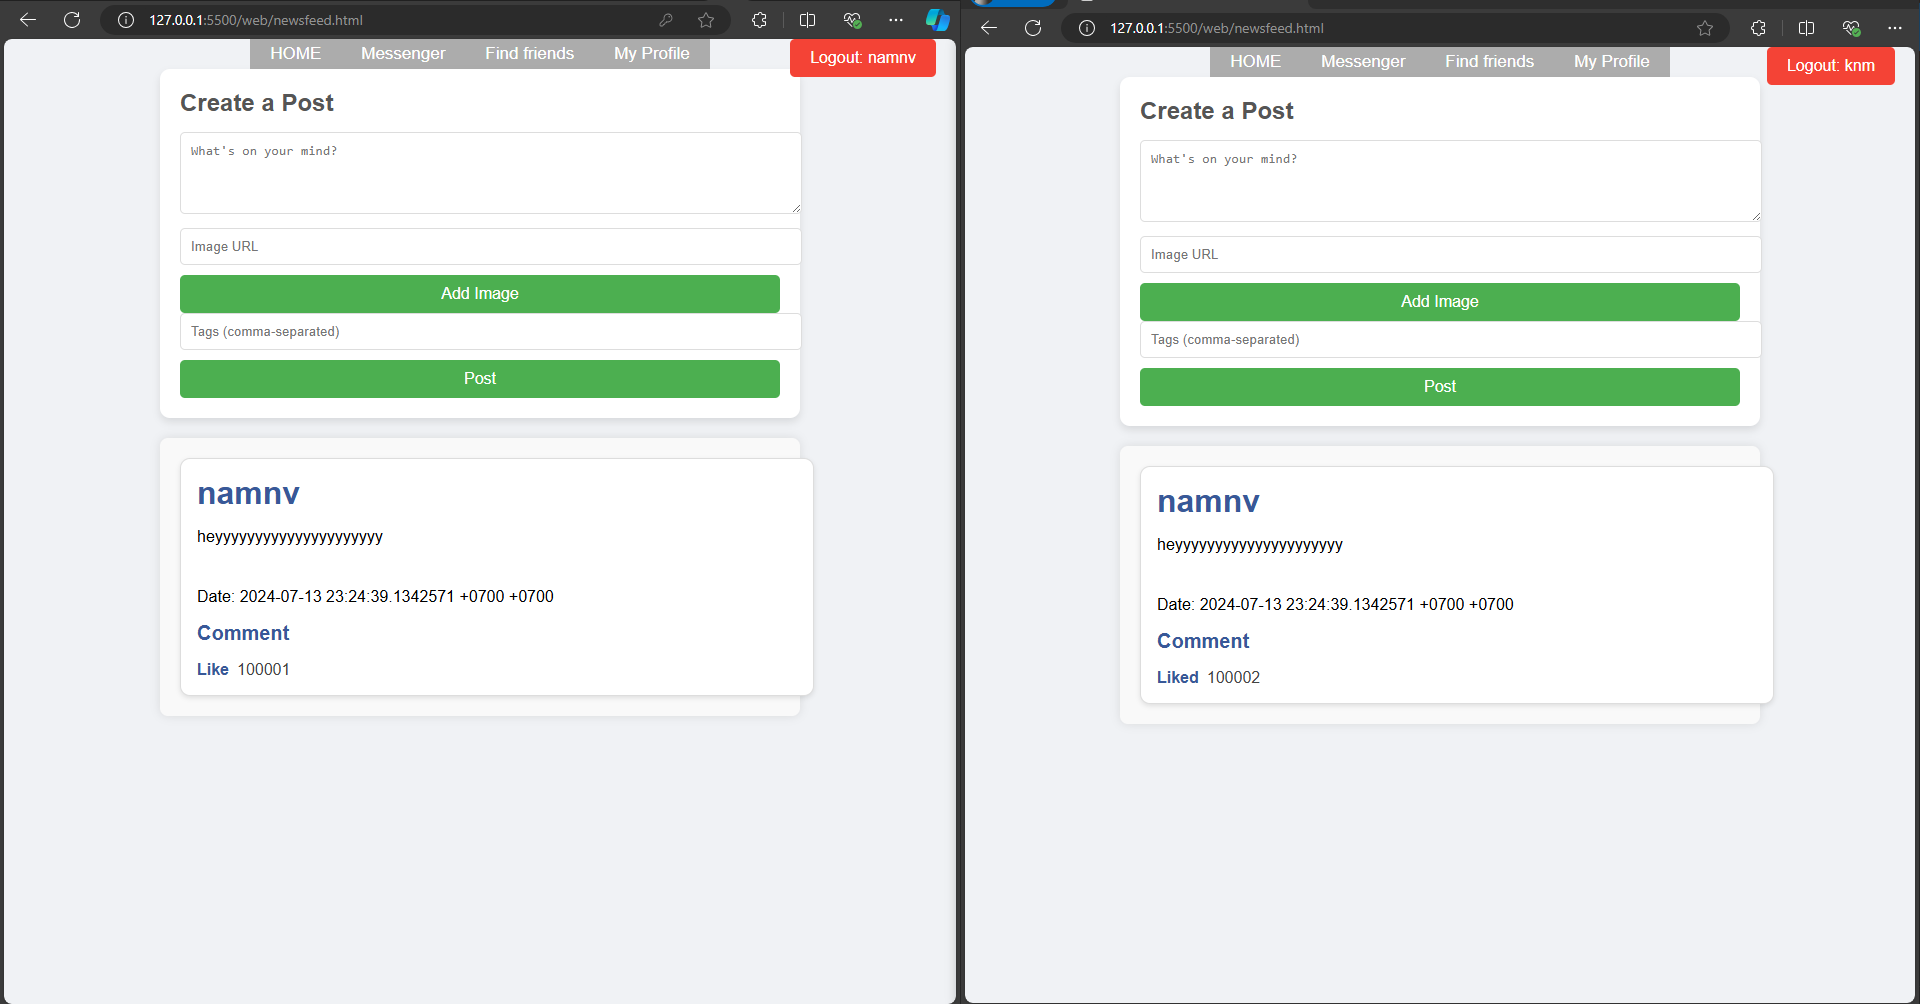 127.0.0.1:5500/web/newsfeed.html
HOME Messenger Find friends My Profile
Logout: namnv
Create a Post
What's on your mind?
Image URL
Add Image
Tags (comma-separated)
Post
namnv
heyyyyyyyyyyyyyyyyyyyyy
Date: 2024-07-13 23:24:39.1342571 +0700 +0700
Comment
Like 100001
127.0.0.1:5500/web/newsfeed.html
HOME Messenger Find friends My Profile
Logout: knm
Create a Post
What's on your mind?
Image URL
Add Image
Tags (comma-separated)
Post
namnv
heyyyyyyyyyyyyyyyyyyyyy
Date: 2024-07-13 23:24:39.1342571 +0700 +0700
Comment
Liked 100002